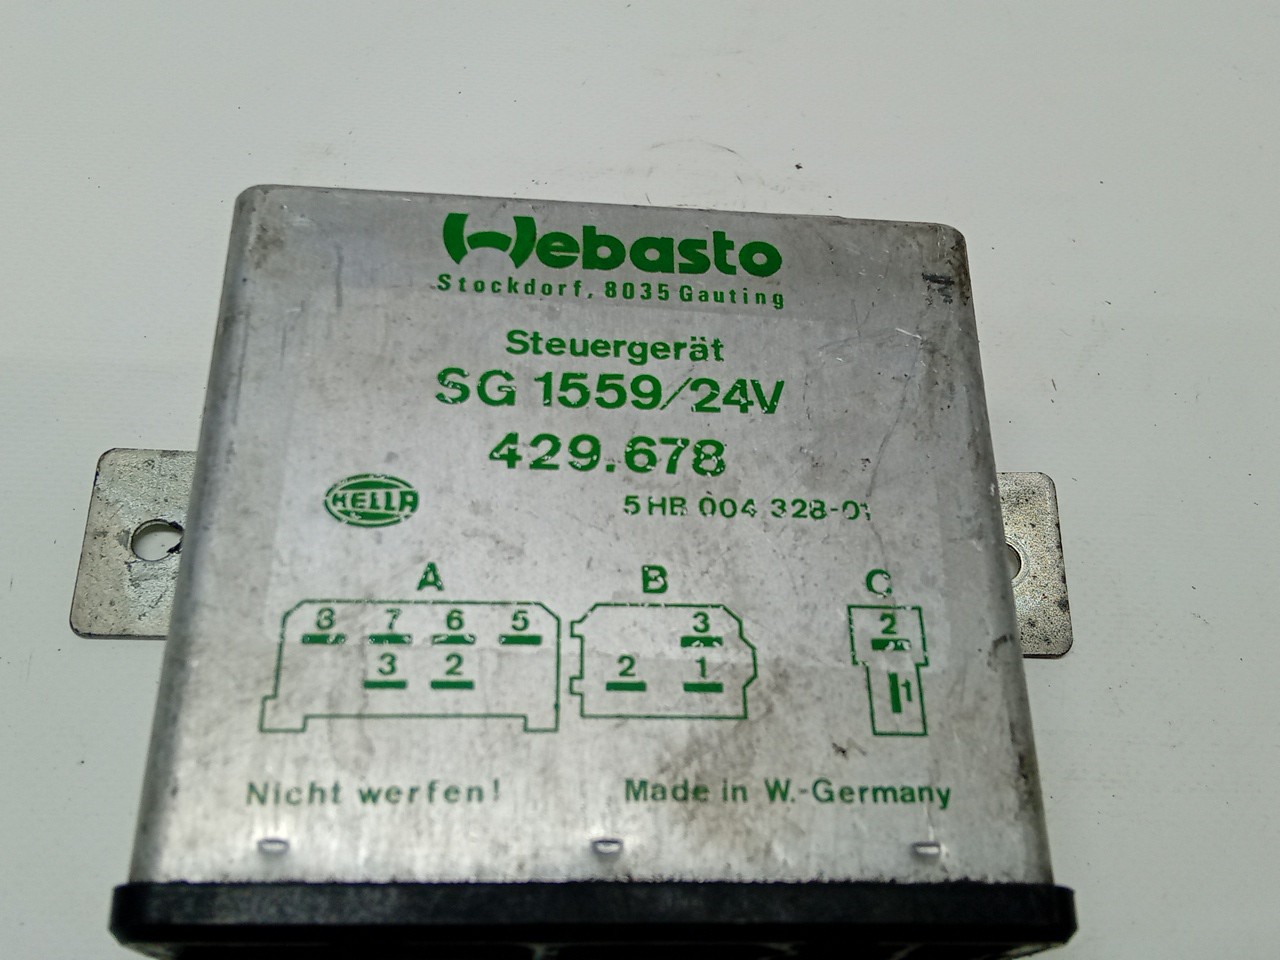 Webasto
Stockdorf, 8035 Gauting
Steuergerät
SG 1559/24V
429.678
HELLA
5HB 004 328-01
A B C
8 7 6 5 3 2
3 2 1
2 1
Nicht werfen!
Made in W.-Germany